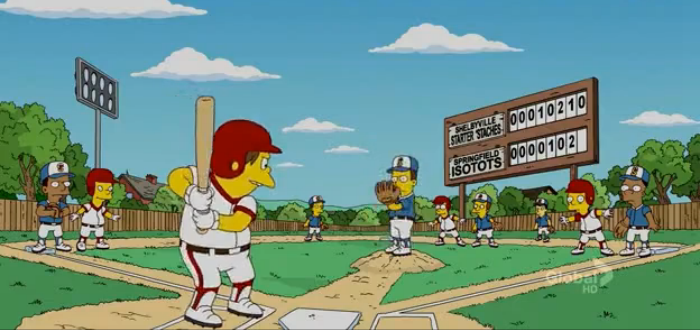 SHELBYVILLE
STARTER STACHES
00010210
SPRINGFIELD
ISOTOTS
0000102
Global
HD